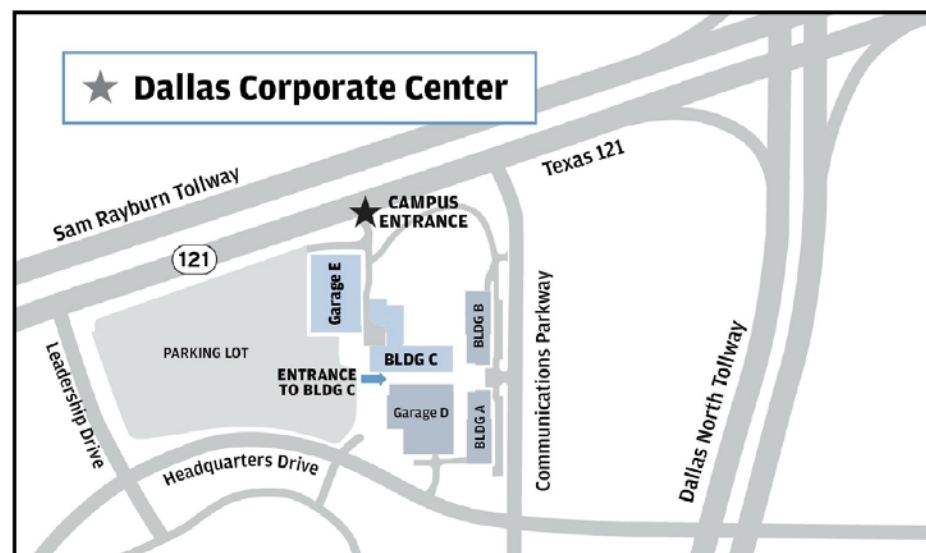 Dallas Corporate Center
Sam Rayburn Tollway
Texas 121
CAMPUS
ENTRANCE
121
Garage E
BLDG B
PARKING LOT
BLDG C
ENTRANCE
TO BLDG C
Garage D
BLDG A
Communications Parkway
Dallas North Tollway
Leadership Drive
Headquarters Drive